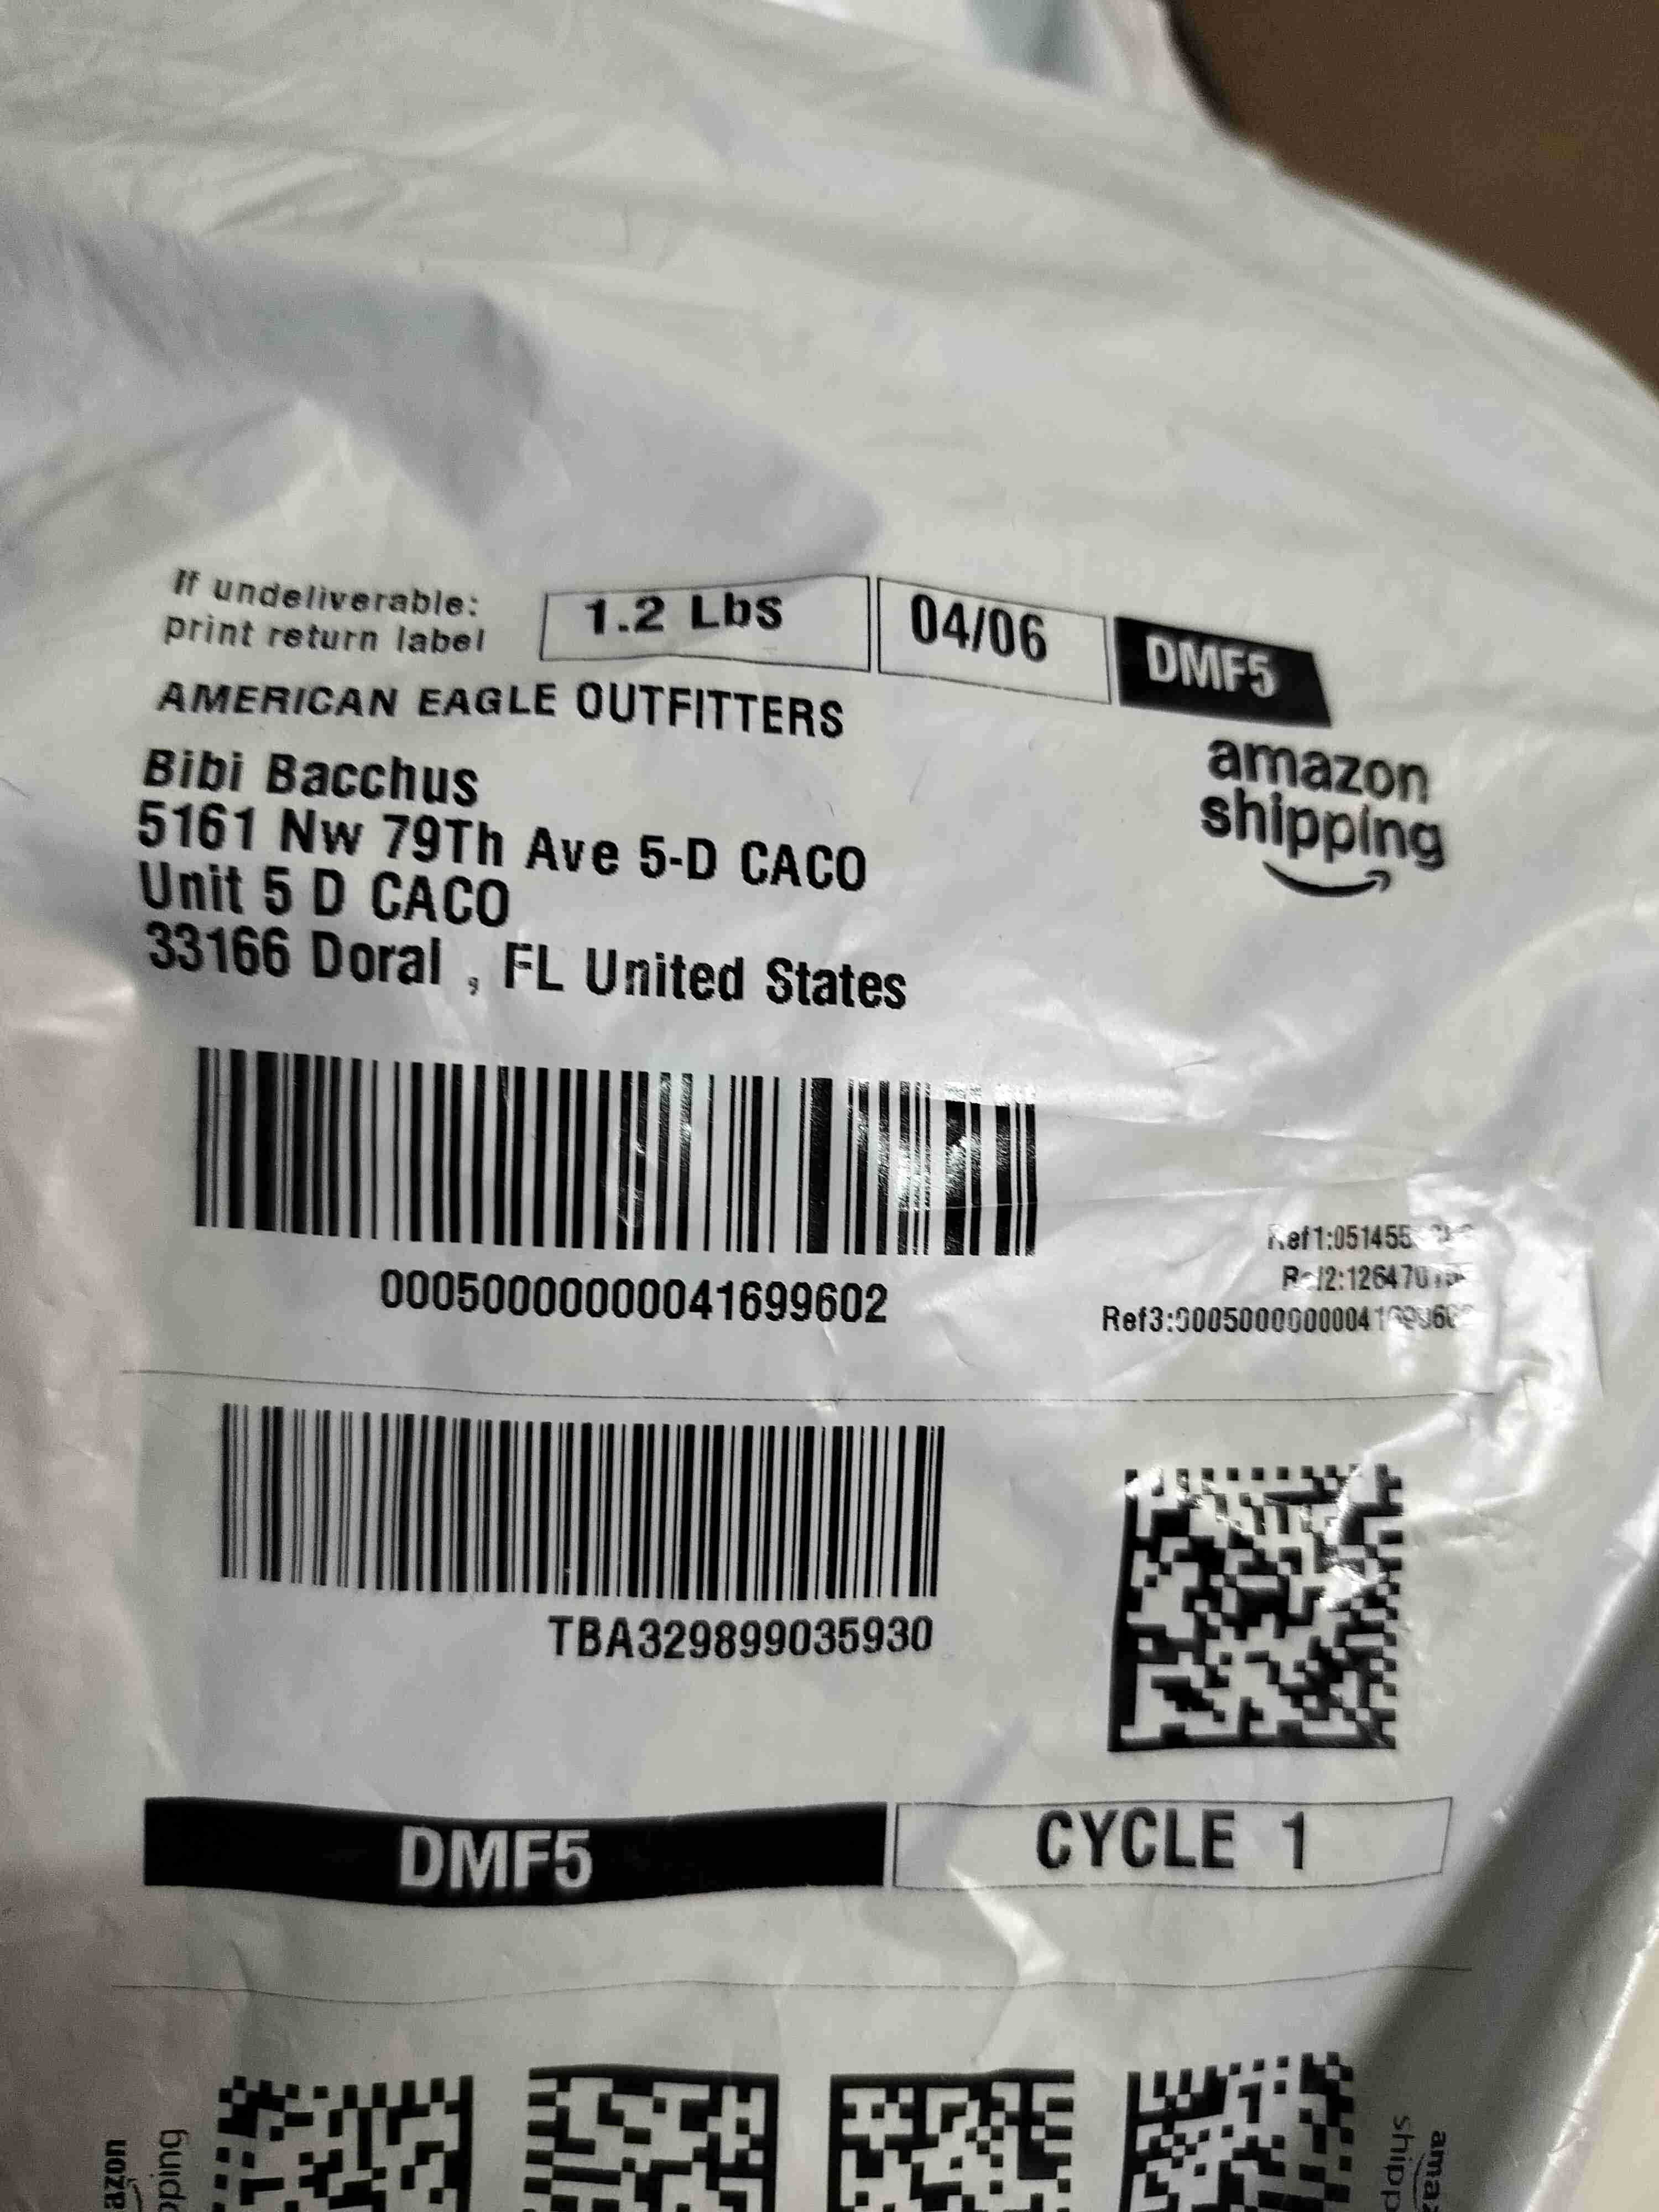 If undeliverable:
print return label
1.2 Lbs
04/06
DMF5
AMERICAN EAGLE OUTFITTERS
amazon
shipping
Bibi Bacchus
5161 Nw 79Th Ave 5-D CACO
Unit 5 D CACO
33166 Doral , FL United States
00050000000041699602
TBA329899035930
DMF5
CYCLE 1